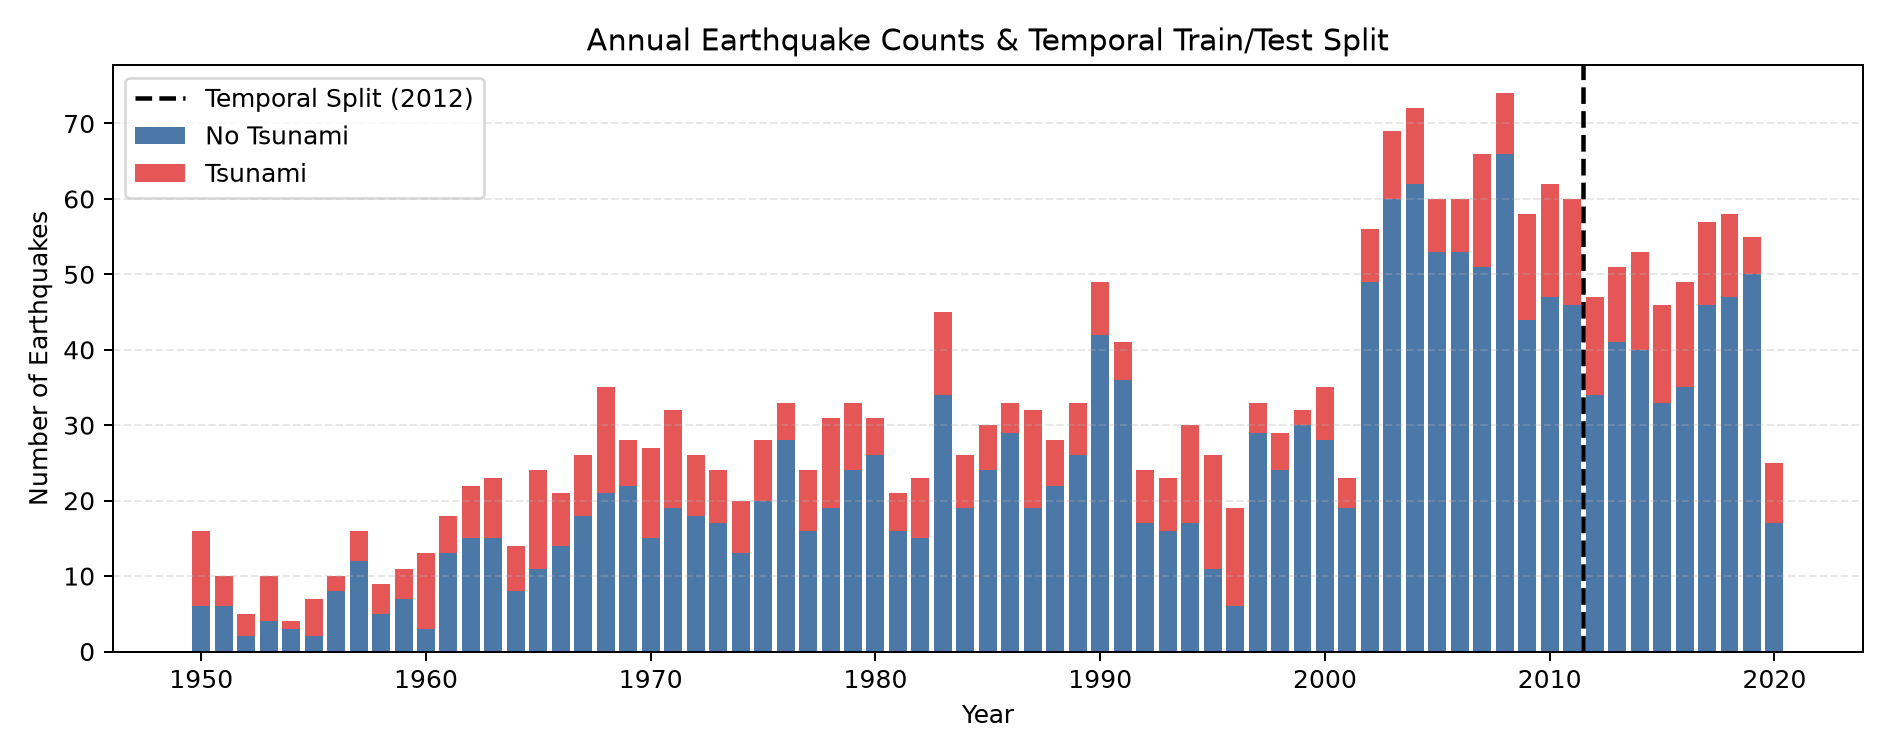 Annual Earthquake Counts & Temporal Train/Test Split
Temporal Split (2012)
No Tsunami
Tsunami
Number of Earthquakes
70
60
50
40
30
20
10
0
1950 1960 1970 1980 1990 2000 2010 2020
Year